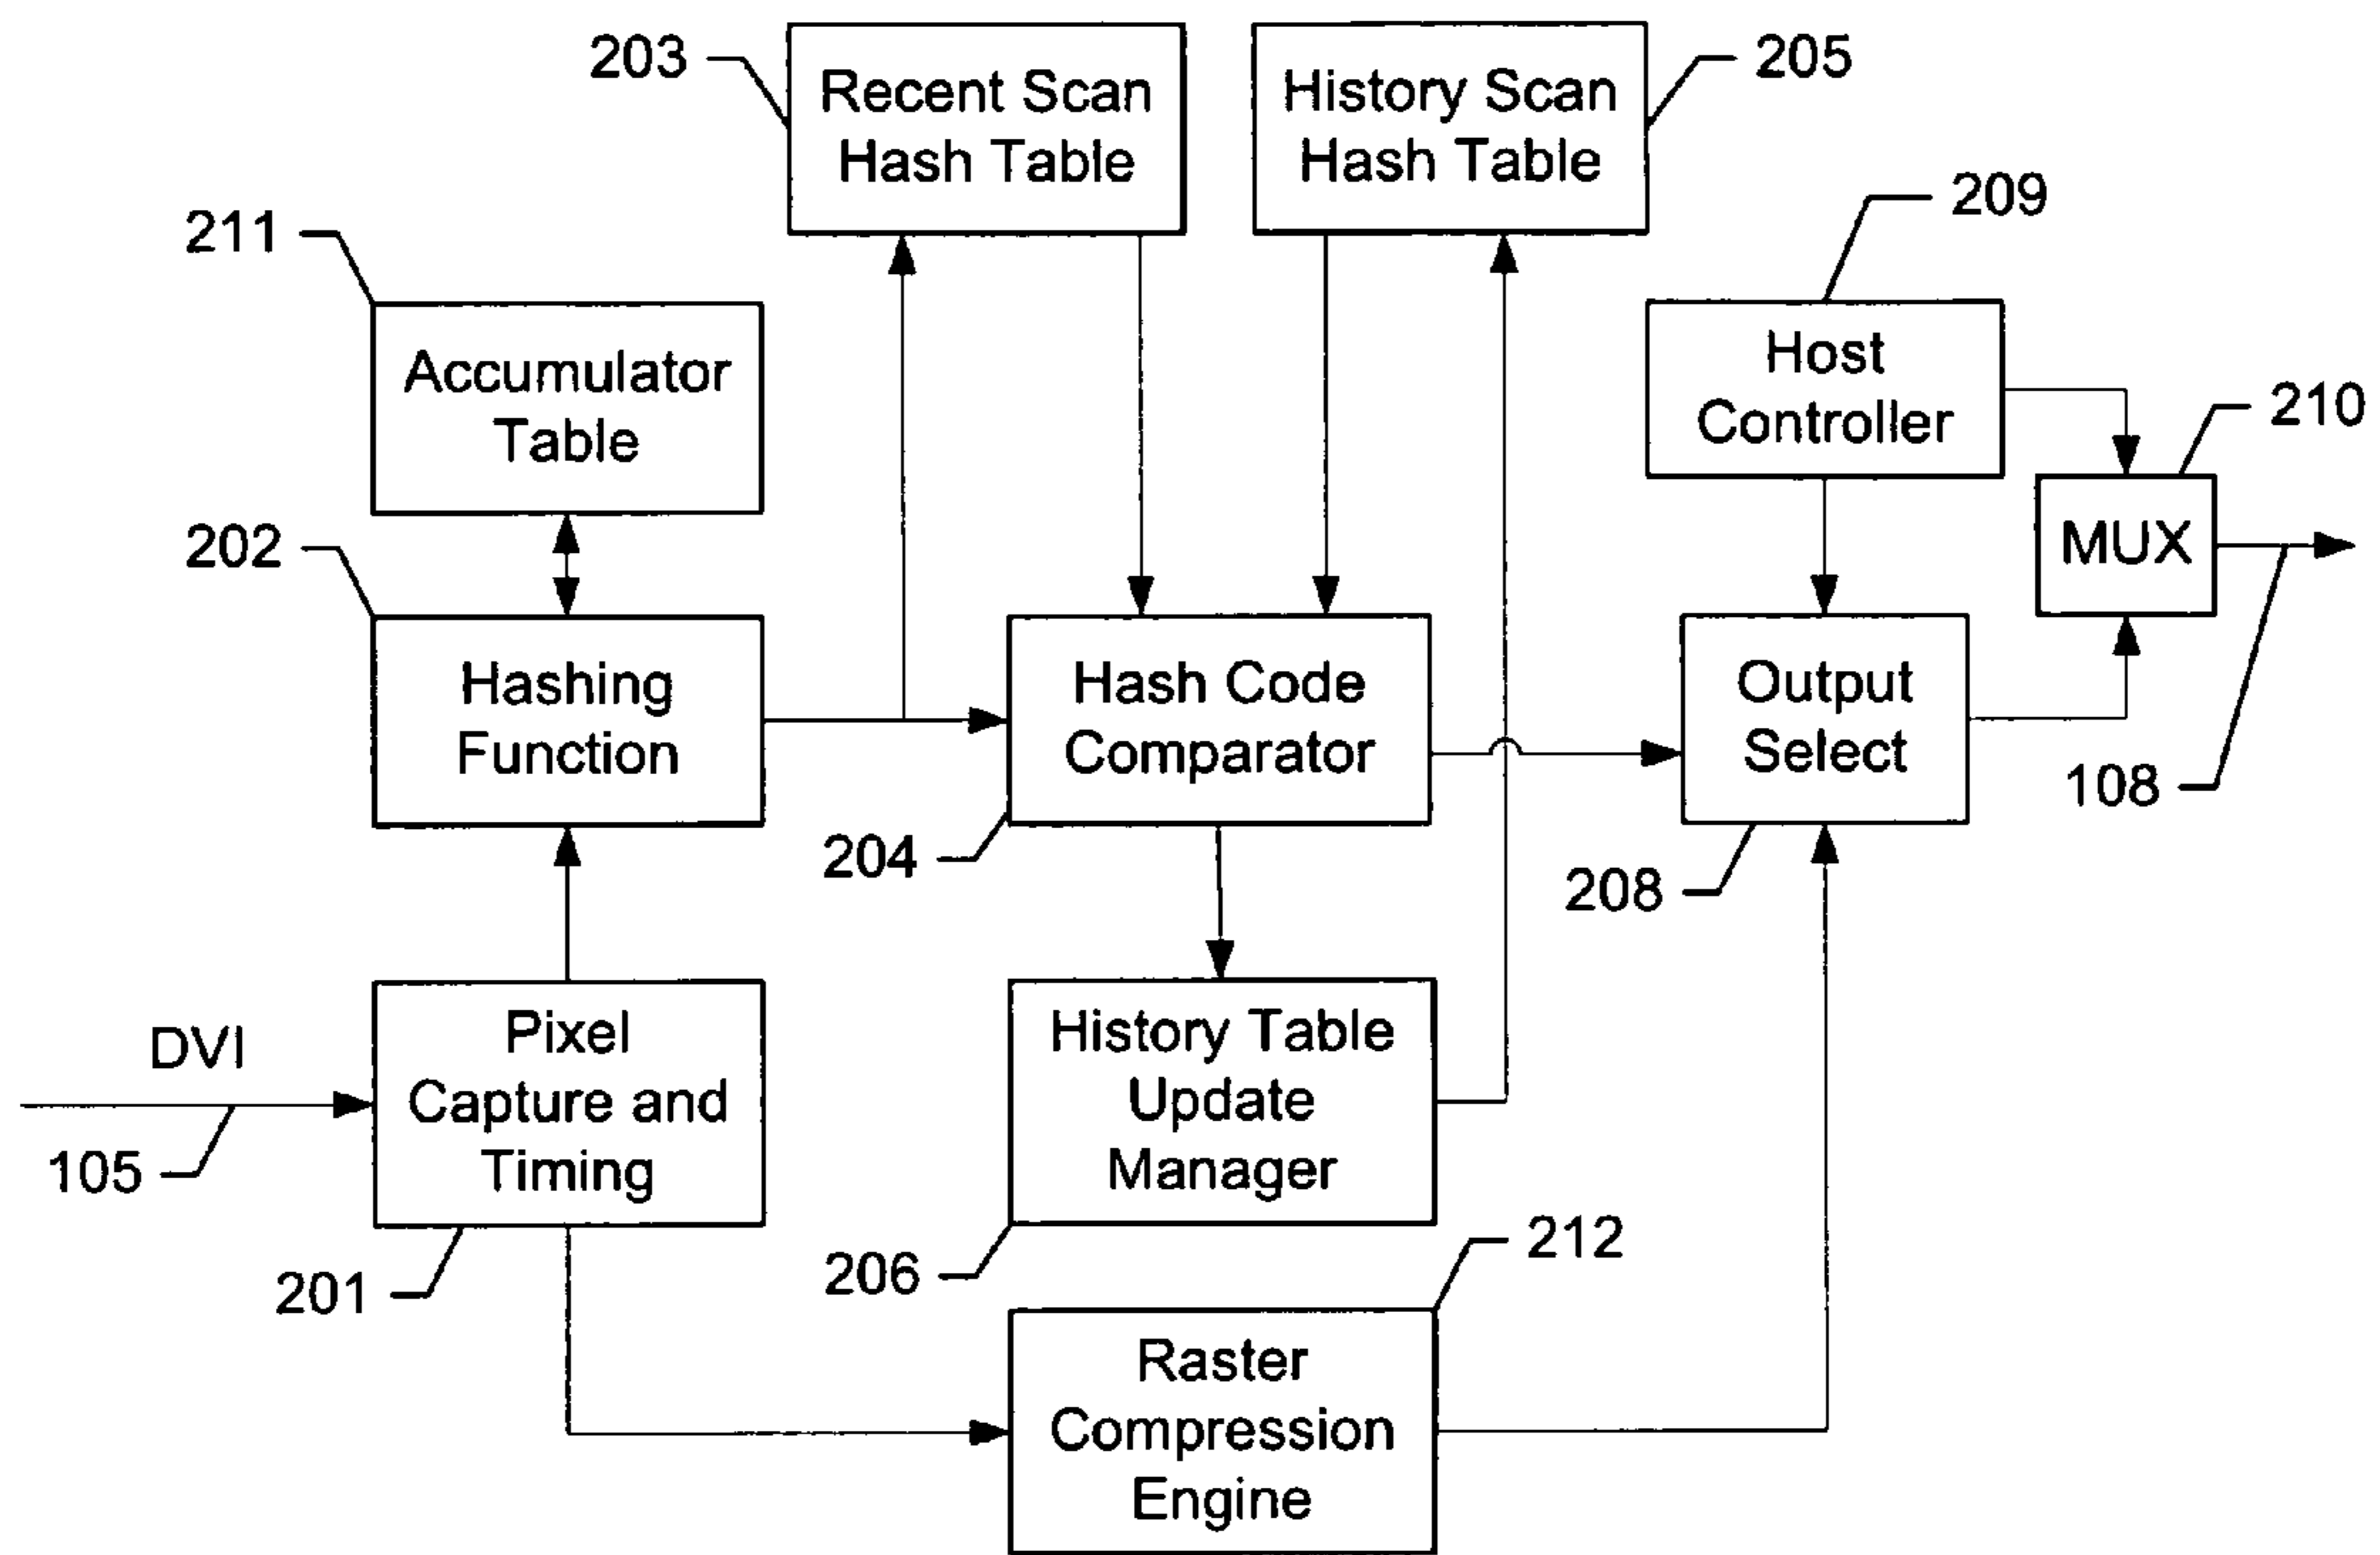 203
Recent Scan
Hash Table
History Scan
Hash Table
205
209
211
Accumulator
Table
Host
Controller
210
202
MUX
Hashing
Function
Hash Code
Comparator
Output
Select
108
204
208
DVI
105
Pixel
Capture and
Timing
History Table
Update
Manager
201
206
212
Raster
Compression
Engine